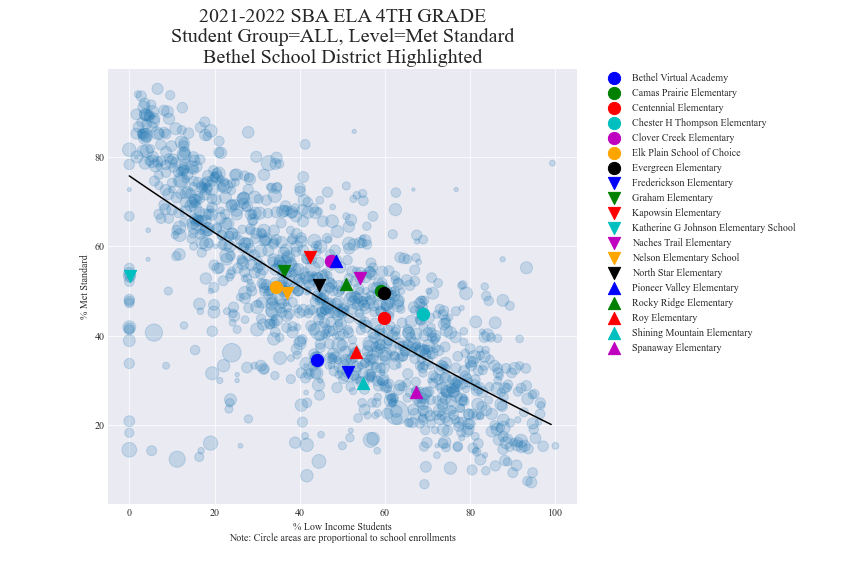 2021-2022 SBA ELA 4TH GRADE
Student Group=ALL, Level=Met Standard
Bethel School District Highlighted
% Met Standard
80
60
40
20
0
20
40
60
80
100
% Low Income Students
Note: Circle areas are proportional to school enrollments
Bethel Virtual Academy
Camas Prairie Elementary
Centennial Elementary
Chester H Thompson Elementary
Clover Creek Elementary
Elk Plain School of Choice
Evergreen Elementary
Frederickson Elementary
Graham Elementary
Kapowsin Elementary
Katherine G Johnson Elementary School
Naches Trail Elementary
Nelson Elementary School
North Star Elementary
Pioneer Valley Elementary
Rocky Ridge Elementary
Roy Elementary
Shining Mountain Elementary
Spanaway Elementary